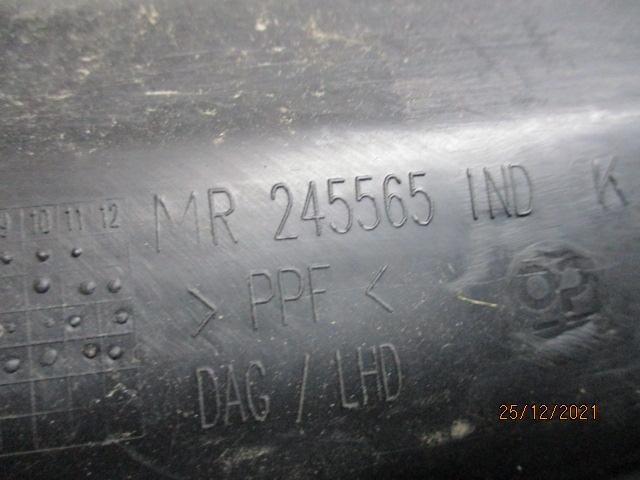 9 10 11 12
MR 245565 IND K
> PPF <
DAG / LHD
25/12/2021